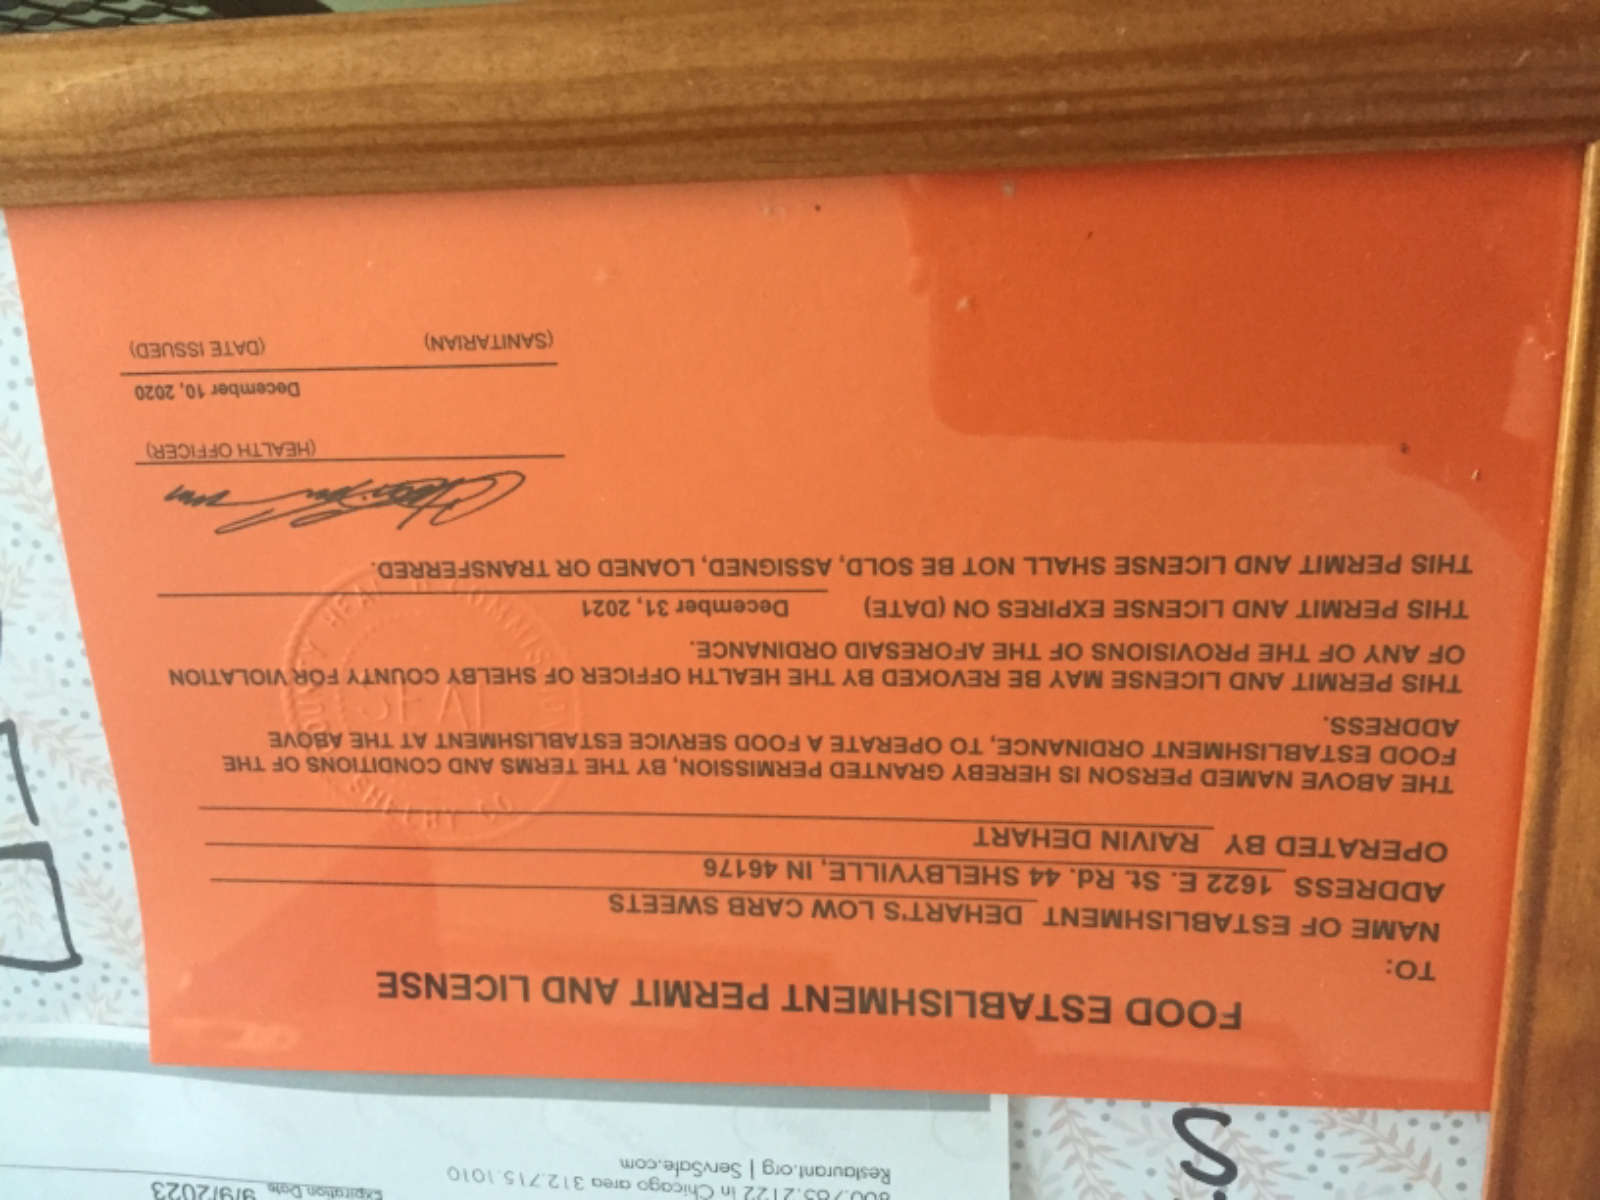 800.765.2122 in Chicago area 312.715.1010
Restaurant.org | ServSafe.com
Expiration Date 9/9/2023
S.
FOOD ESTABLISHMENT PERMIT AND LICENSE
TO:
NAME OF ESTABLISHMENT DEHART'S LOW CARB SWEETS
ADDRESS 1622 E. St. Rd. 44 SHELBYVILLE, IN 46176
OPERATED BY RAIVIN DEHART
THE ABOVE NAMED PERSON IS HEREBY GRANTED PERMISSION, BY THE TERMS AND CONDITIONS OF THE
FOOD ESTABLISHMENT ORDINANCE, TO OPERATE A FOOD SERVICE ESTABLISHMENT AT THE ABOVE
ADDRESS.
THIS PERMIT AND LICENSE MAY BE REVOKED BY THE HEALTH OFFICER OF SHELBY COUNTY FOR VIOLATION
OF ANY OF THE PROVISIONS OF THE AFORESAID ORDINANCE.
THIS PERMIT AND LICENSE EXPIRES ON (DATE) December 31, 2021
THIS PERMIT AND LICENSE SHALL NOT BE SOLD, ASSIGNED, LOANED OR TRANSFERRED.
SEAL
(HEALTH OFFICER)
December 10, 2020
(SANITARIAN) (DATE ISSUED)